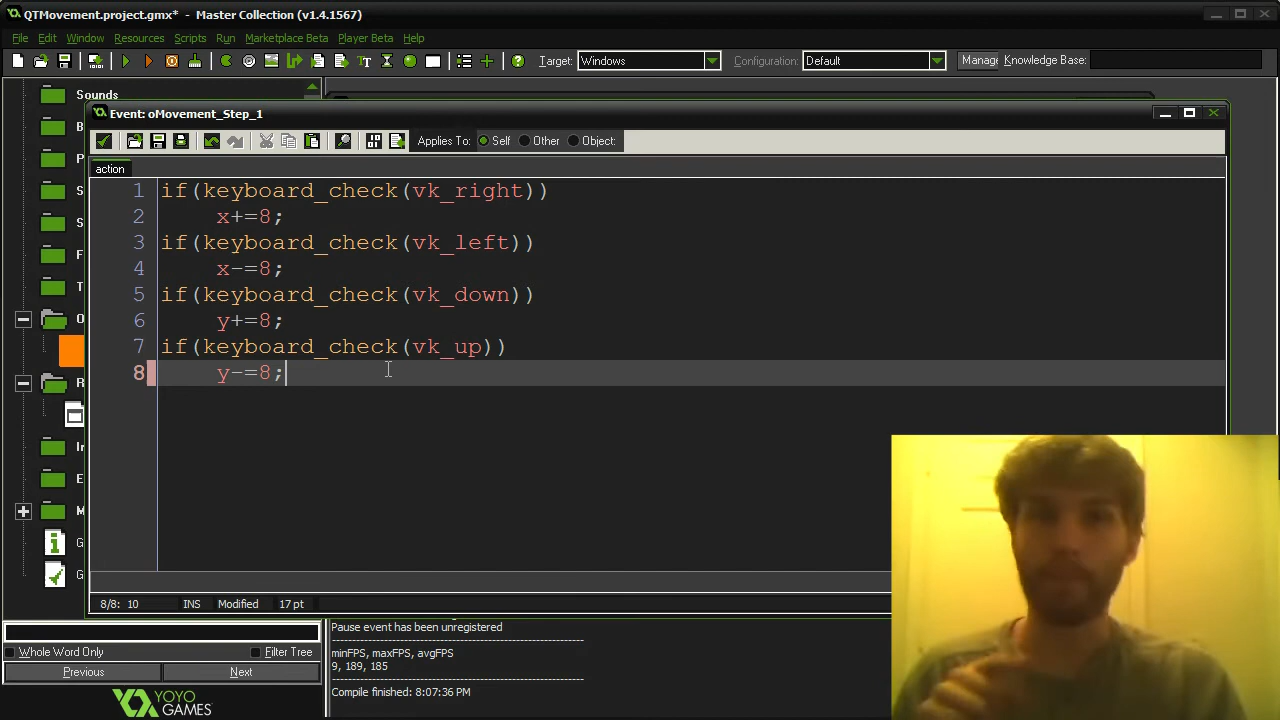 QTMovement.project.gmx* - Master Collection (v1.4.1567)
File Edit Window Resources Scripts Run Marketplace Beta Player Beta Help
Target: Windows Configuration: Default Manag Knowledge Base:
Sounds
B
P
S
S
F
T
O
R
In
E
M
G
G
Event: oMovement_Step_1
Applies To: Self Other Object:
action
1 if(keyboard_check(vk_right))
2 x+=8;
3 if(keyboard_check(vk_left))
4 x-=8;
5 if(keyboard_check(vk_down))
6 y+=8;
7 if(keyboard_check(vk_up))
8 y-=8;
8/8: 10 INS Modified 17 pt
Whole Word Only Filter Tree
Previous Next
YOYO
GAMES
Pause event has been unregistered
minFPS, maxFPS, avgFPS
9, 189, 185
Compile finished: 8:07:36 PM